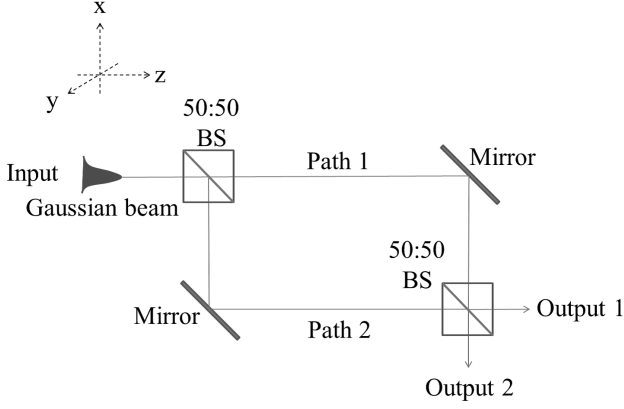 x
z
y
50:50
BS
Input
Gaussian beam
Path 1
Mirror
50:50
BS
Mirror
Path 2
Output 1
Output 2